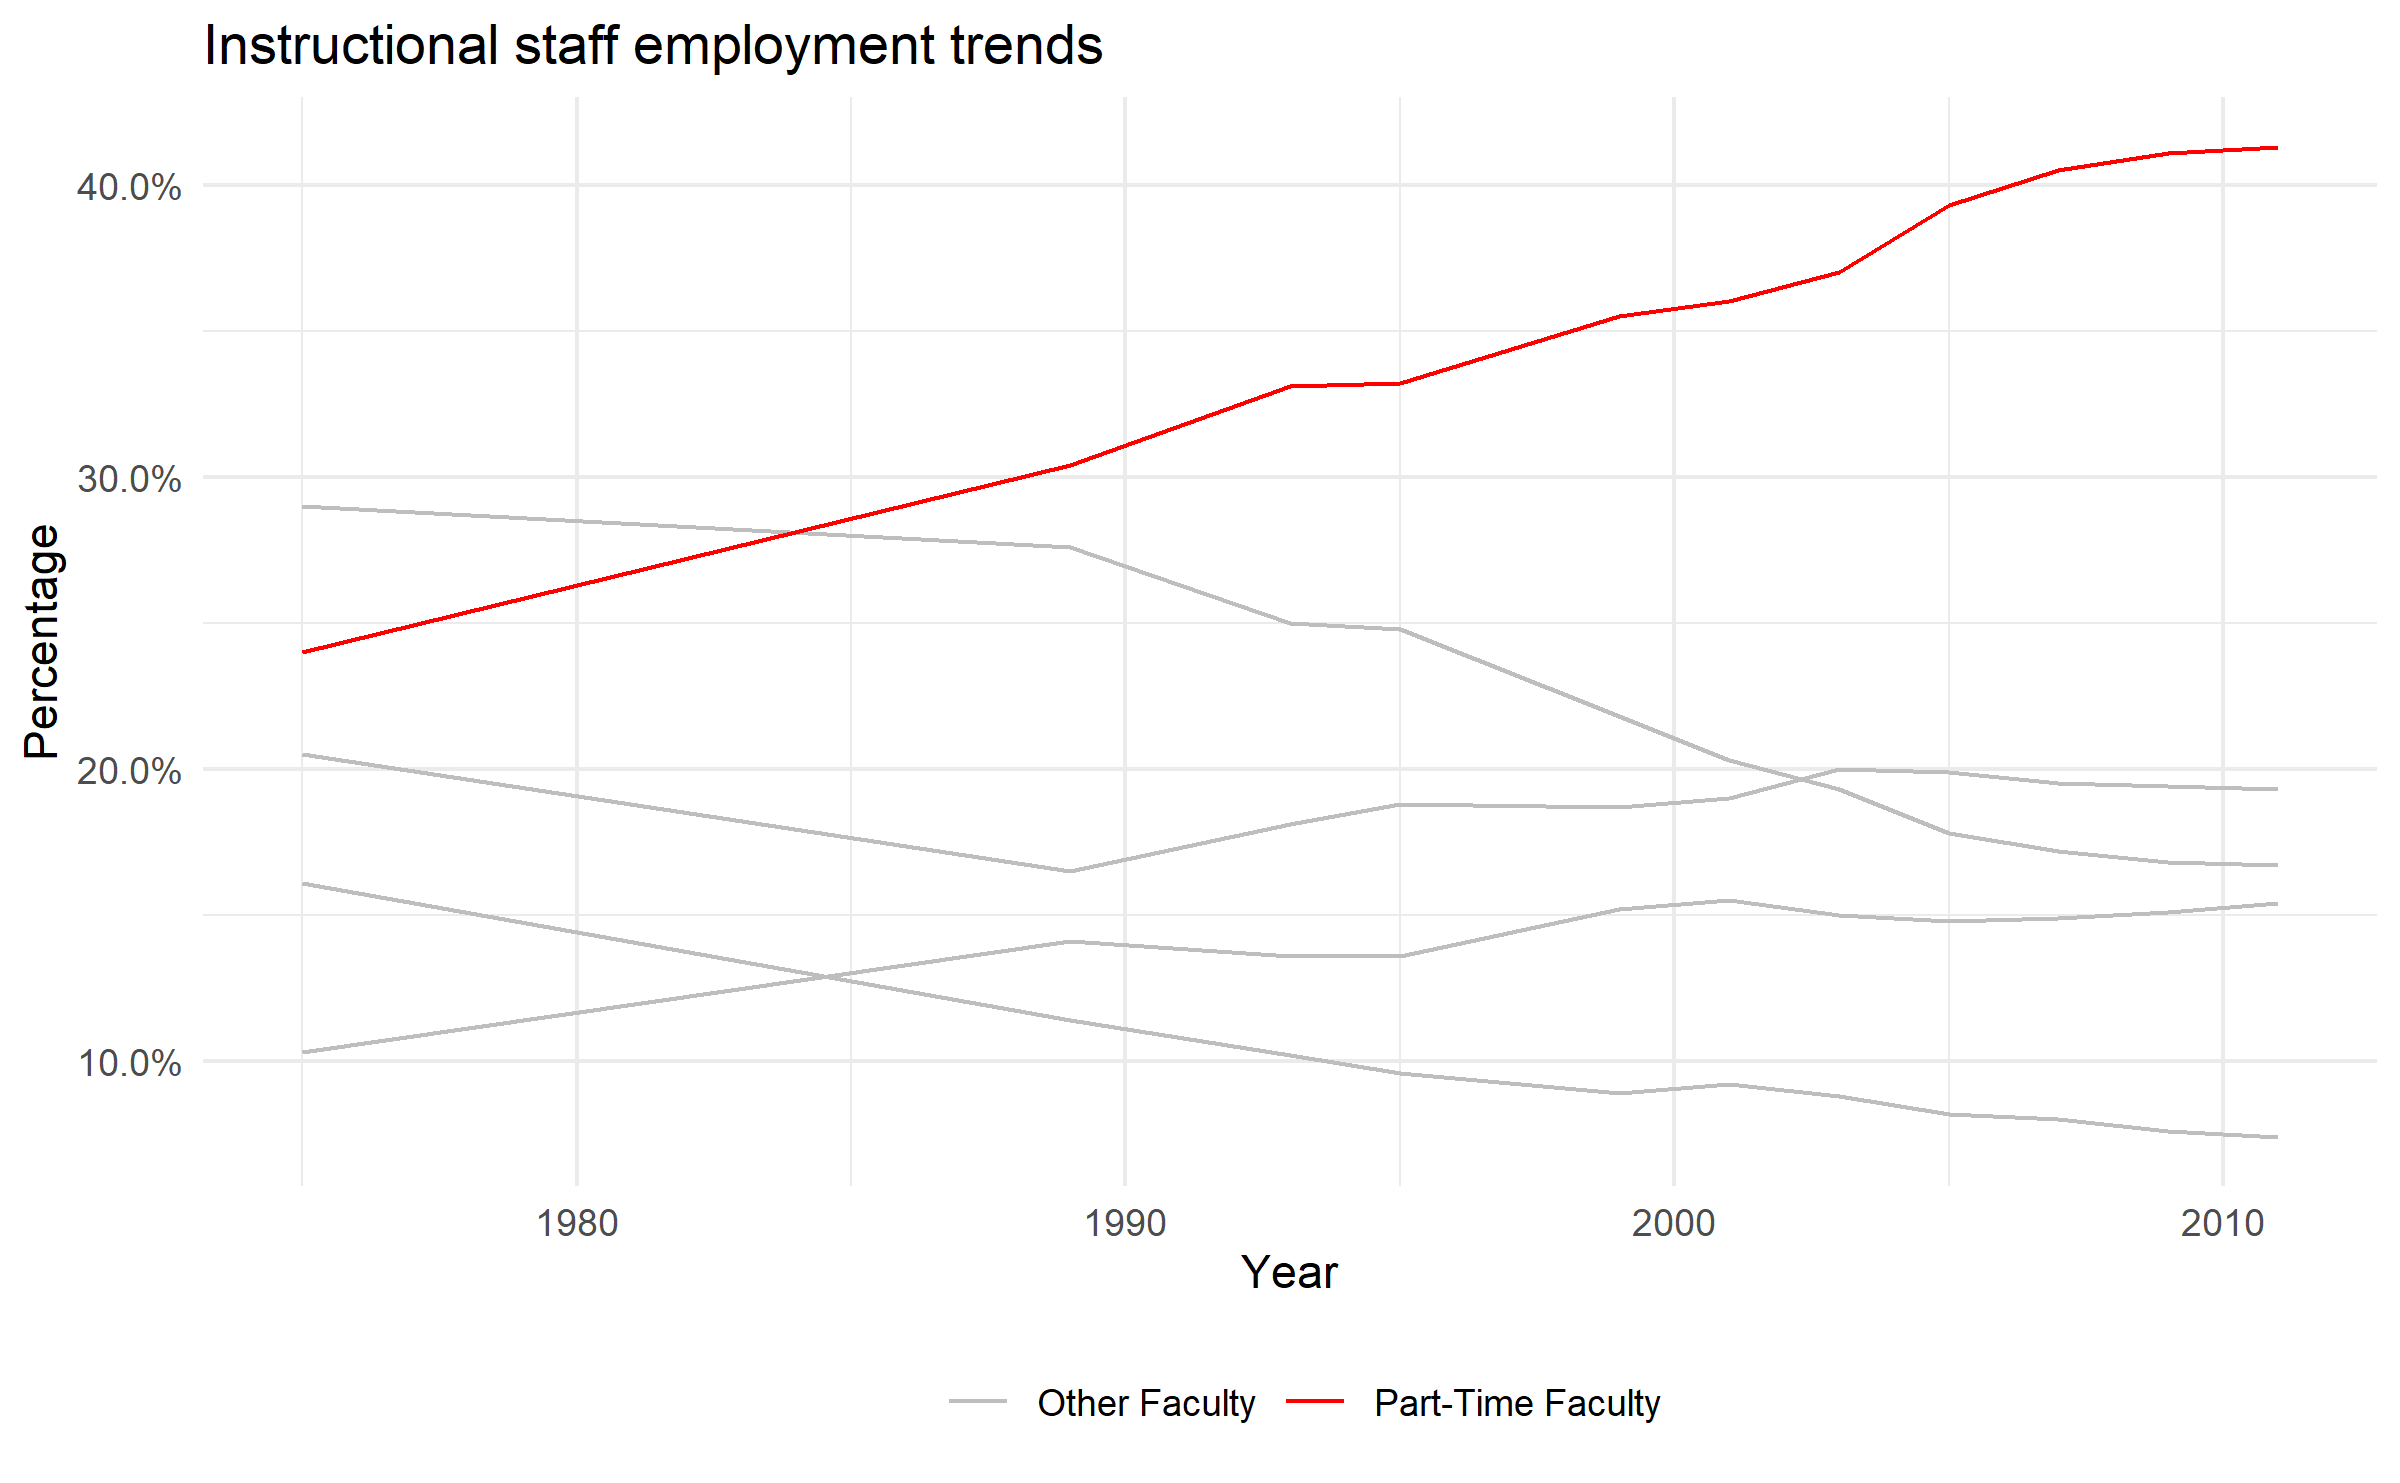 Instructional staff employment trends
40.0%
30.0%
20.0%
10.0%
Percentage
1980 1990 2000 2010
Year
Other Faculty Part-Time Faculty